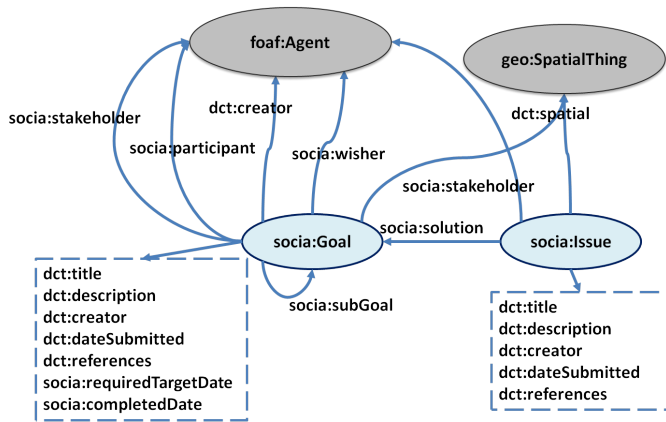 foaf:Agent
geo:SpatialThing
dct:creator
dct:spatial
socia:stakeholder
socia:participant
socia:wisher
socia:stakeholder
socia:solution
socia:Goal
socia:Issue
socia:subGoal
dct:title
dct:description
dct:creator
dct:dateSubmitted
dct:references
socia:requiredTargetDate
socia:completedDate
dct:title
dct:description
dct:creator
dct:dateSubmitted
dct:references